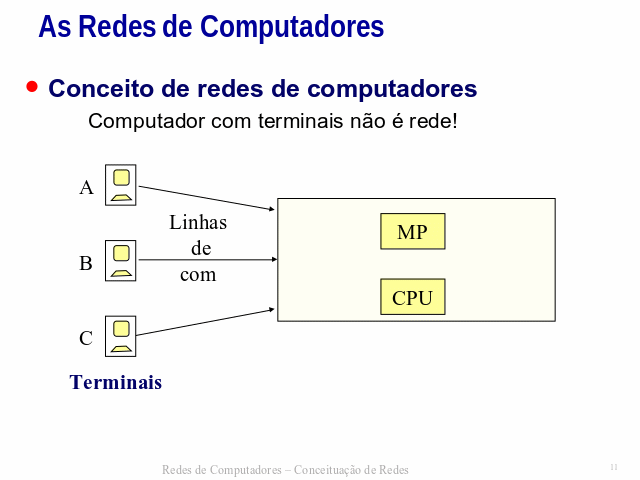 As Redes de Computadores
Conceito de redes de computadores
Computador com terminais não é rede!
A
Linhas
de
com
MP
B
CPU
C
Terminais
Redes de Computadores – Conceituação de Redes
11